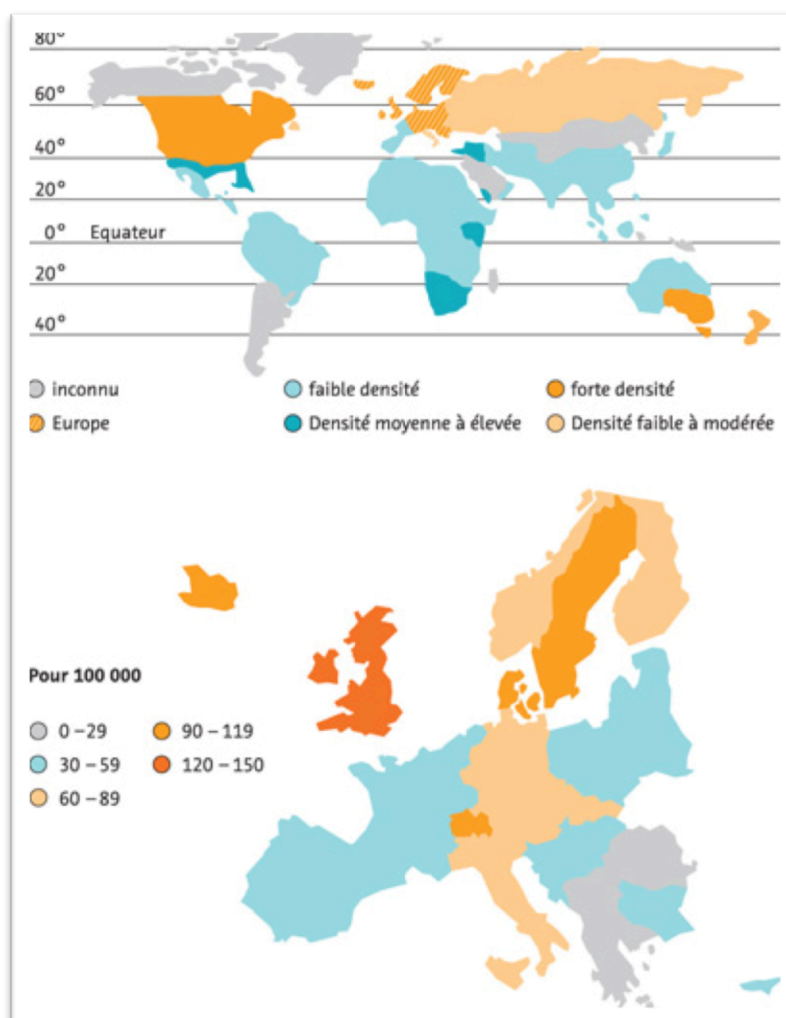 80°
60°
40°
20°
0° Equateur
20°
40°
inconnu faible densité forte densité
Europe Densité moyenne à élevée Densité faible à modérée
Pour 100 000
0 – 29 90 – 119
30 – 59 120 – 150
60 – 89